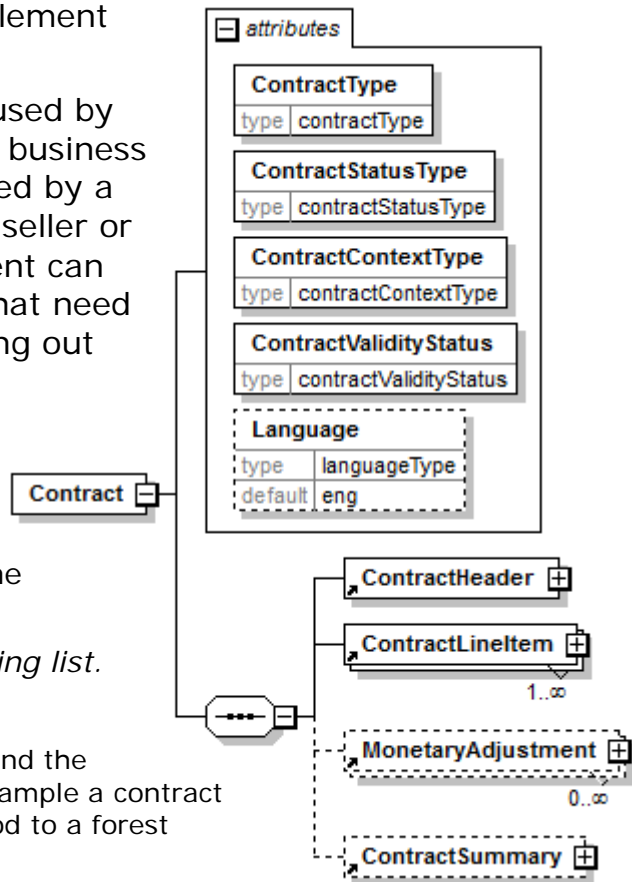 lement
used by
business
ed by a
seller or
ent can
hat need
ng out
ne
ing list.
nd the
ample a contract
od to a forest
attributes
ContractType
type contractType
ContractStatusType
type contractStatusType
ContractContextType
type contractContextType
ContractValidityStatus
type contractValidityStatus
Language
type languageType
default eng
Contract
ContractHeader
ContractLineItem
1..∞
MonetaryAdjustment
0..∞
ContractSummary